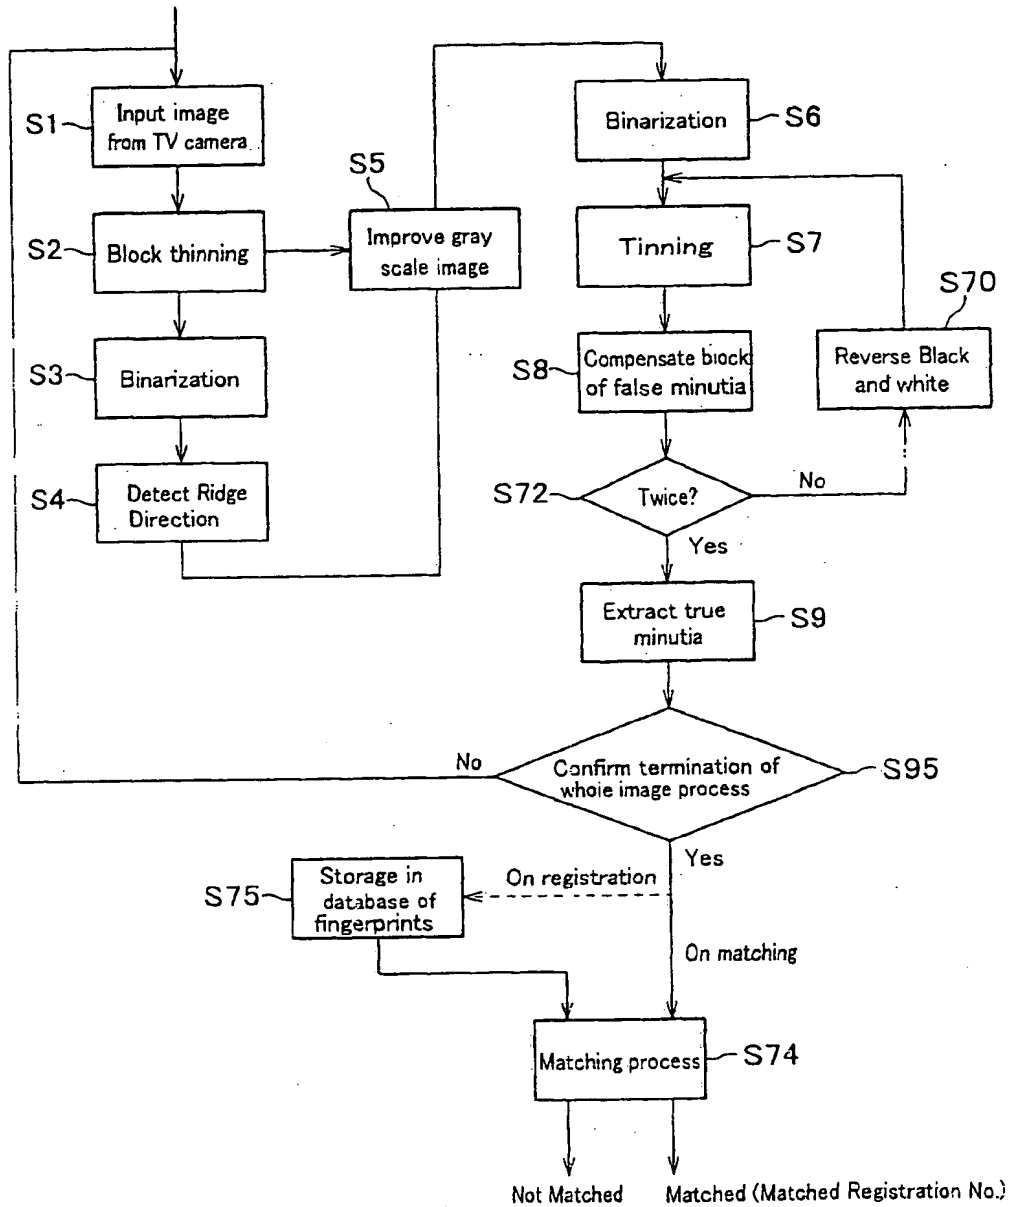 S1
Input image
from TV camera
S2
Block thinning
S3
Binarization
S4
Detect Ridge
Direction
S5
Improve gray
scale image
Binarization
S6
Tinning
S7
S8
Compensate block
of false minutia
S70
Reverse Black
and white
S72
Twice?
No
Yes
Extract true
minutia
S9
No
Confirm termination of
whole image process
S95
Yes
S75
Storage in
database of
fingerprints
On registration
On matching
Matching process
S74
Not Matched
Matched (Matched Registration No.)